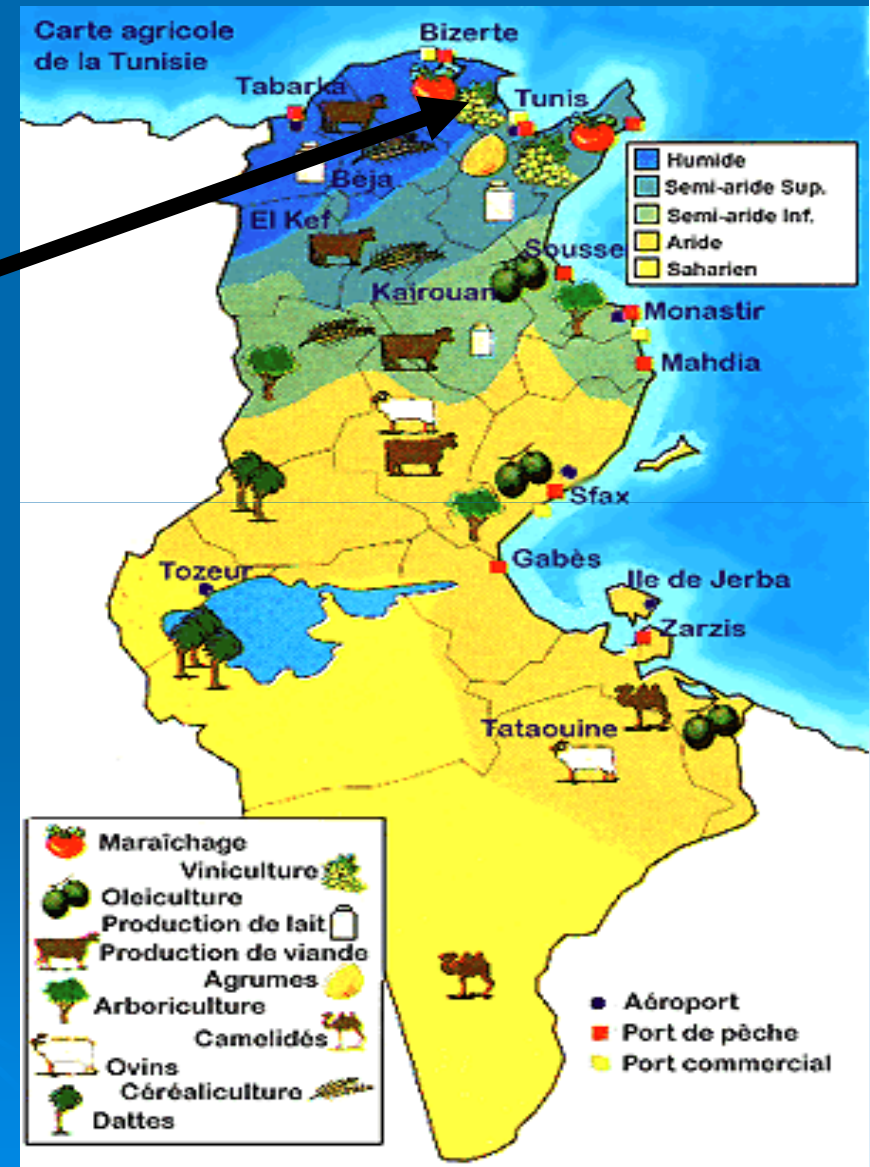 Carte agricole
de la Tunisie
Bizerte
Tabarka
Tunis
Béja
El Kef
Sousse
Kairouan
Monastir
Mahdia
Sfax
Gabès
Tozeur
Ile de Jerba
Zarzis
Tataouine
Humide
Semi-aride Sup.
Semi-aride Inf.
Aride
Saharien
Maraîchage
Viniculture
Oleiculture
Production de lait
Production de viande
Agrumes
Arboriculture
Camelidés
Ovins
Céréaliculture
Dattes
Aéroport
Port de pêche
Port commercial